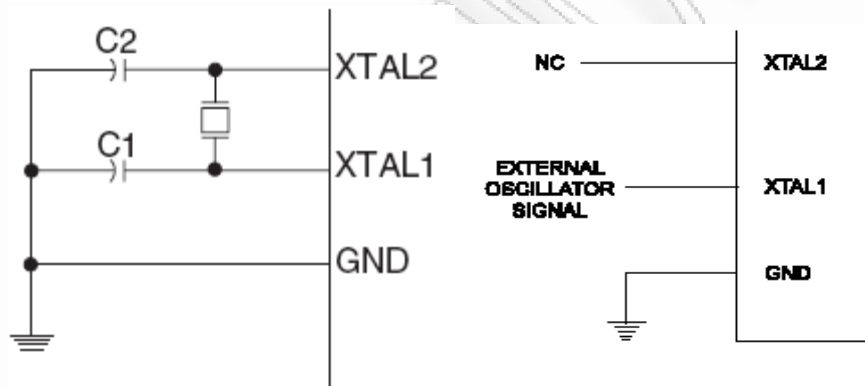 C2
XTAL2
C1
XTAL1
GND
NC
XTAL2
EXTERNAL
OSCILLATOR
SIGNAL
XTAL1
GND